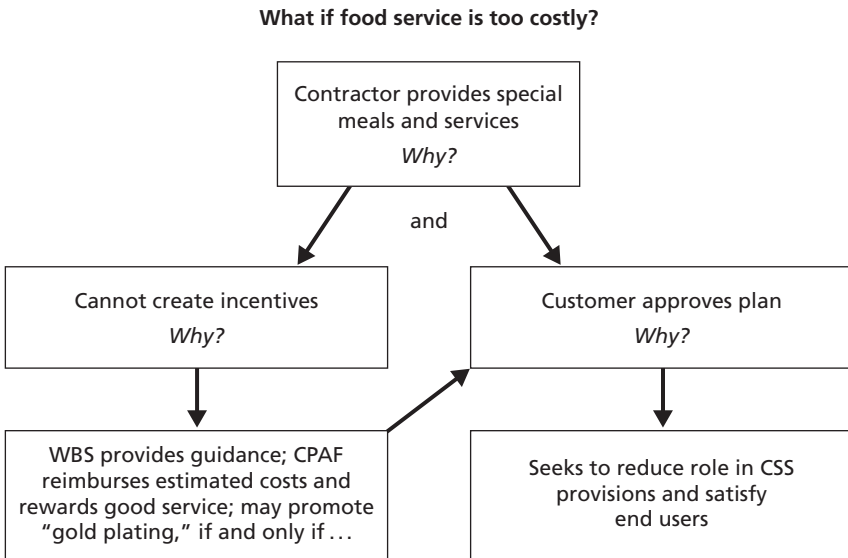 What if food service is too costly?
Contractor provides special
meals and services
Why?
and
Cannot create incentives
Why?
Customer approves plan
Why?
WBS provides guidance; CPAF
reimburses estimated costs and
rewards good service; may promote
“gold plating,” if and only if ...
Seeks to reduce role in CSS
provisions and satisfy
end users